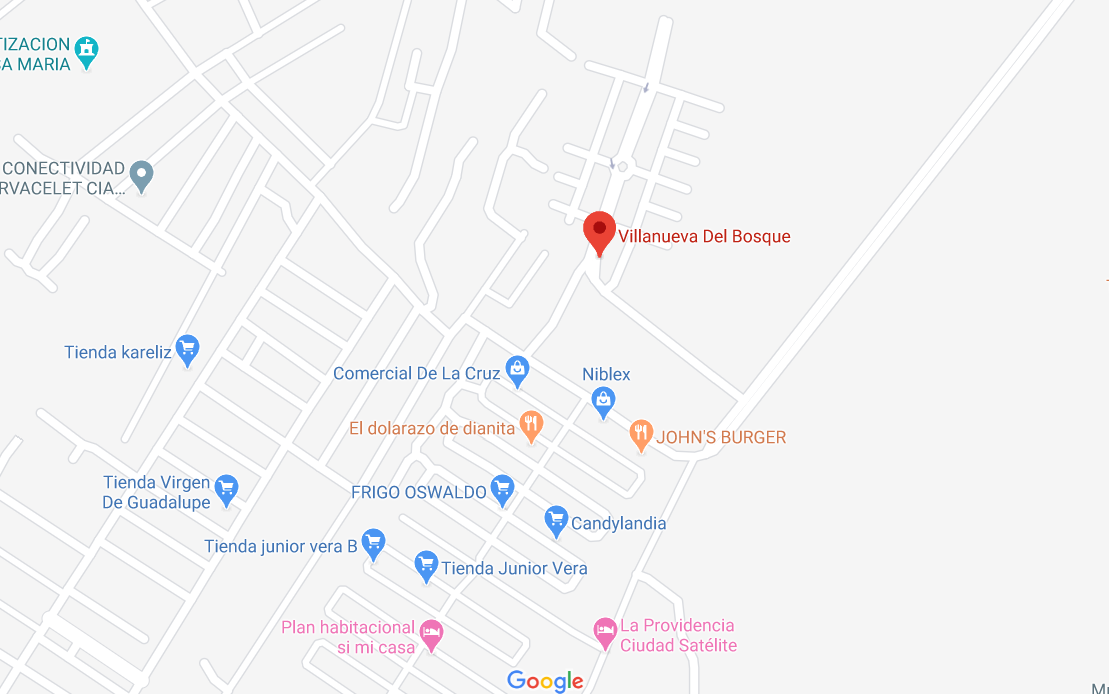 TIZACION
SA MARIA
CONECTIVIDAD
RVACELET CIA...
Villanueva Del Bosque
Tienda kareliz
Comercial De La Cruz
Niblex
El dolarazo de dianita
JOHN'S BURGER
Tienda Virgen
De Guadalupe
FRIGO OSWALDO
Candylandia
Tienda junior vera B
Tienda Junior Vera
Plan habitacional
si mi casa
La Providencia
Ciudad Satélite
Google